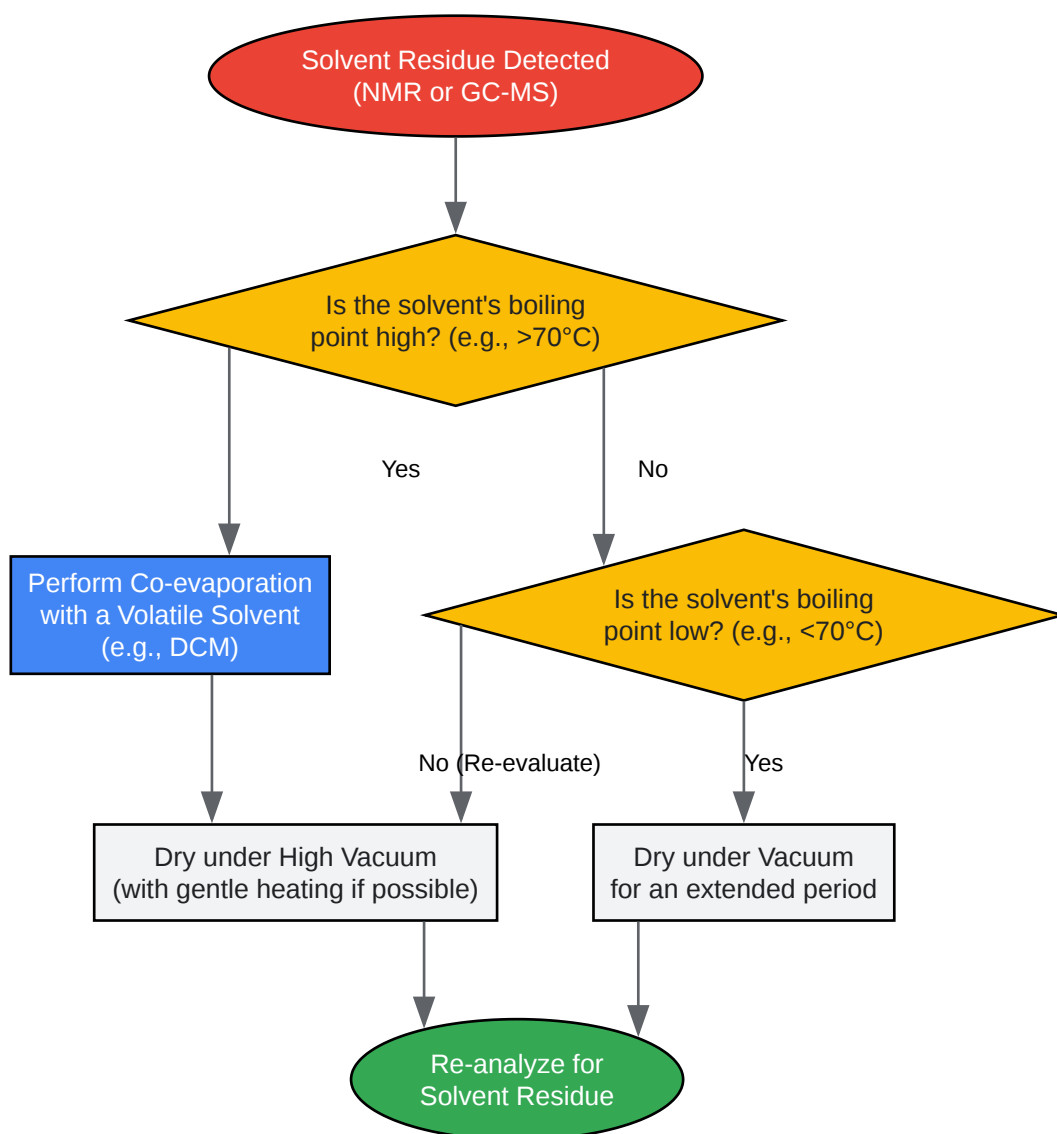 Solvent Residue Detected
(NMR or GC-MS)
Is the solvent's boiling
point high? (e.g., >70°C)
Yes
No
Perform Co-evaporation
with a Volatile Solvent
(e.g., DCM)
Is the solvent's boiling
point low? (e.g., <70°C)
No (Re-evaluate)
Yes
Dry under High Vacuum
(with gentle heating if possible)
Dry under Vacuum
for an extended period
Re-analyze for
Solvent Residue